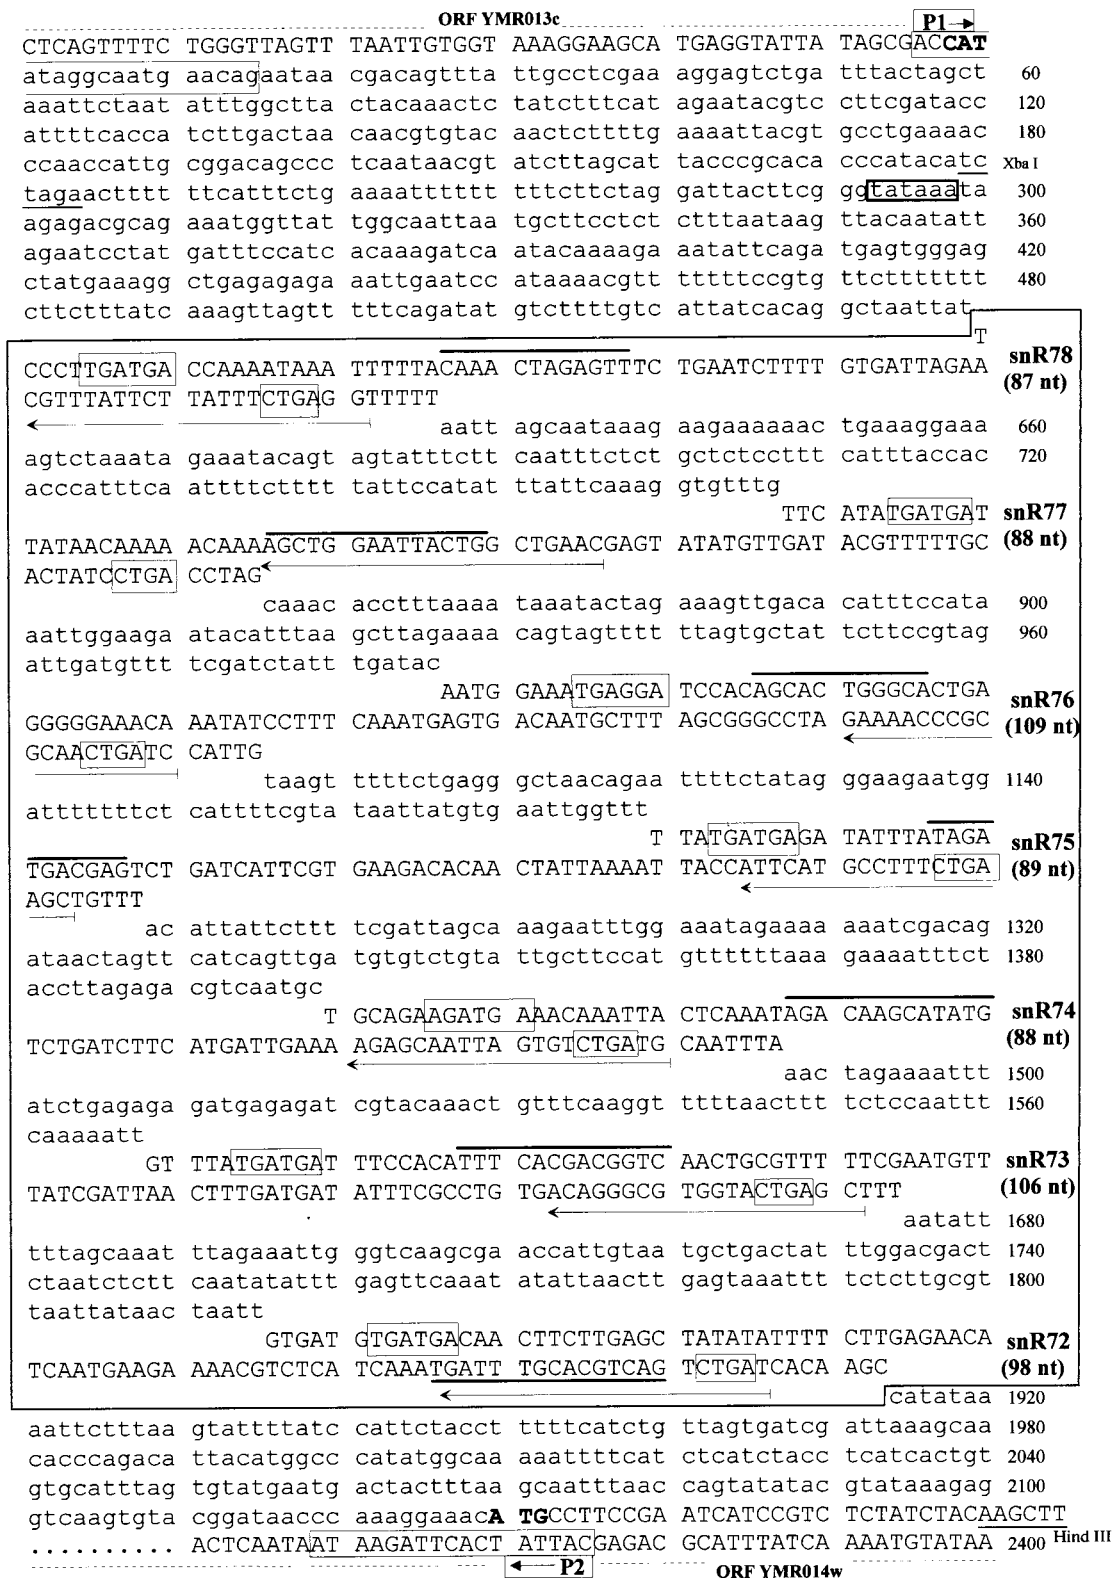 ORF YMR013c P1
CTCAGTTTTC TGGGTTAGTT TAATTGTGGT AAAGGAAGCA TGAGGTATTA TAGCGACCAT
ataggcaatg aacagaataa cgacagttta ttgcctcgaa aggagtctga tttactagct 60
aaattctaat atttggctta ctacaaactc tatctttcat agaatacgtc cttcgatacc 120
attttcacca tcttgactaa caacgtgtac aactcttttg aaaattacgt gcctgaaaac 180
ccaaccattg cggacagccc tcaataacgt atcttagcat tacccgcaca cccatacatc Xba I
tagaactttt ttcatttctg aaaatttttt tttcttctag gattacttcg ggtataaata 300
agagacgcag aaatggttat tggcaattaa tgcttcctct ctttaataag ttacaatatt 360
agaatcctat gatttccatc acaaagatca atacaaaaga aatattcaga tgagtgggag 420
ctatgaaagg ctgagagaga aattgaatcc ataaaacgtt tttttccgtg ttcttttttt 480
cttctttatc aaagttagtt ttttcagatat gtcttttgtc attatcacag gctaattat
T
CCCTTGATGA CCAAAATAAA TTTTTACAAA CTAGAGTTTC TGAATCTTTT GTGATTAGAA snR78
CGTTTATTCT TATTTCTGAG GTTTTT (87 nt)
aatt agcaataaag aagaaaaaac tgaaaggaaa 660
agtctaaata gaaatacagt agtatttctt caatttctct gctctccttt catttaccac 720
acccatttca attttctttt tattccatat ttattcaaag gtgtttg
TTC ATATGATGAT snR77
TATAACAAAA ACAAAAGCTG GAATTACTGG CTGAACGAGT ATATGTTGAT ACGTTTTTGC (88 nt)
ACTATCCTGA CCTAG
caaac acctttaaaa taaatactag aaagttgaca catttccata 900
aattggaaga atacatttaa gcttagaaaa cagtagtttt ttagtgctat tcttccgtag 960
attgatgttt tcgatctatt tgatac
AATG GAAATGAGGA TCCACAGCAC TGGGCACTGA snR76
GGGGGAAACA AATATCCTTT CAAATGAGTG ACAATGCTTT AGCGGGCCTA GAAAACCCGC (109 nt)
GCAACTGATC CATTG
taagt ttttctgagg gctaacagaa ttttctatag ggaagaatgg 1140
atttttttct cattttcgta taattatgtg aattggttt
T TTATGATGAGA TATTTATAGA snR75
TGACGAGTCT GATCATTCGT GAAGACACAA CTATTAAAAT TACCATTCAT GCCTTTCTGA (89 nt)
AGCTGTTT
ac attattcttt tcgattagca aagaatttgg aaatagaaaa aaatcgacag 1320
ataactagtt catcagttga tgtgtctgta ttgcttccat gtttttttaaa gaaaatttct 1380
accttagaga cgtcaatgc
T GCAGAAGATG AAACAAATTA CTCAAATAGA CAAGCATATG snR74
TCTGATCTTC ATGATTGAAA AGAGCAATTA GTGTCTGATG CAATTTA (88 nt)
aac tagaaaattt 1500
atctgagaga gatgagagat cgtacaaact gtttcaaggt ttttaacttt tctccaattt 1560
caaaaatt
GT TTATGATGAT TTCCACATTT CACGACGGTC AACTGCGTTT TTCGAATGTT snR73
TATCGATTAA CTTTGATGAT ATTTCGCCTG TGACAGGGCG TGGTACTGAG CTTT (106 nt)
aatatt 1680
tttagcaaat ttagaaattg ggtcaagcga accattgtaa tgctgactat ttggacgact 1740
ctaatctctt caatatattt gagttcaaat atattaactt gagtaaattt tctcttgcgt 1800
taattataac taatt
GTGATG TGATGACAAC TTCTTGAGCT TATATATTTT CTTGAGAACA snR72
TCAATGAAGA AAACGTCTCA TCAAATGATT TGCACGTCAG TCTGATCACA AGC (98 nt)
catataa 1920
aattctttaa gtattttatc cattctacct ttttcatctg ttagtgatcg attaaagcaa 1980
cacccagaca ttacatggcc catatggcaa aaattttcat ctcatctacc tcatcactgt 2040
gtgcatttag tgtatgaatg actactttaa gcaatttaac cagtatatac gtataaagag 2100
gtcaagtgta cggataaccc aaaggaaacA TGCCTTCCGA ATCATCCGTC TCTATCTACAAGCTT
.......... ACTCAATAAT AAGATTCACT ATTACGAGAC GCATTTATCA AAATGTATAA 2400 Hind III
P2 ORF YMR014w